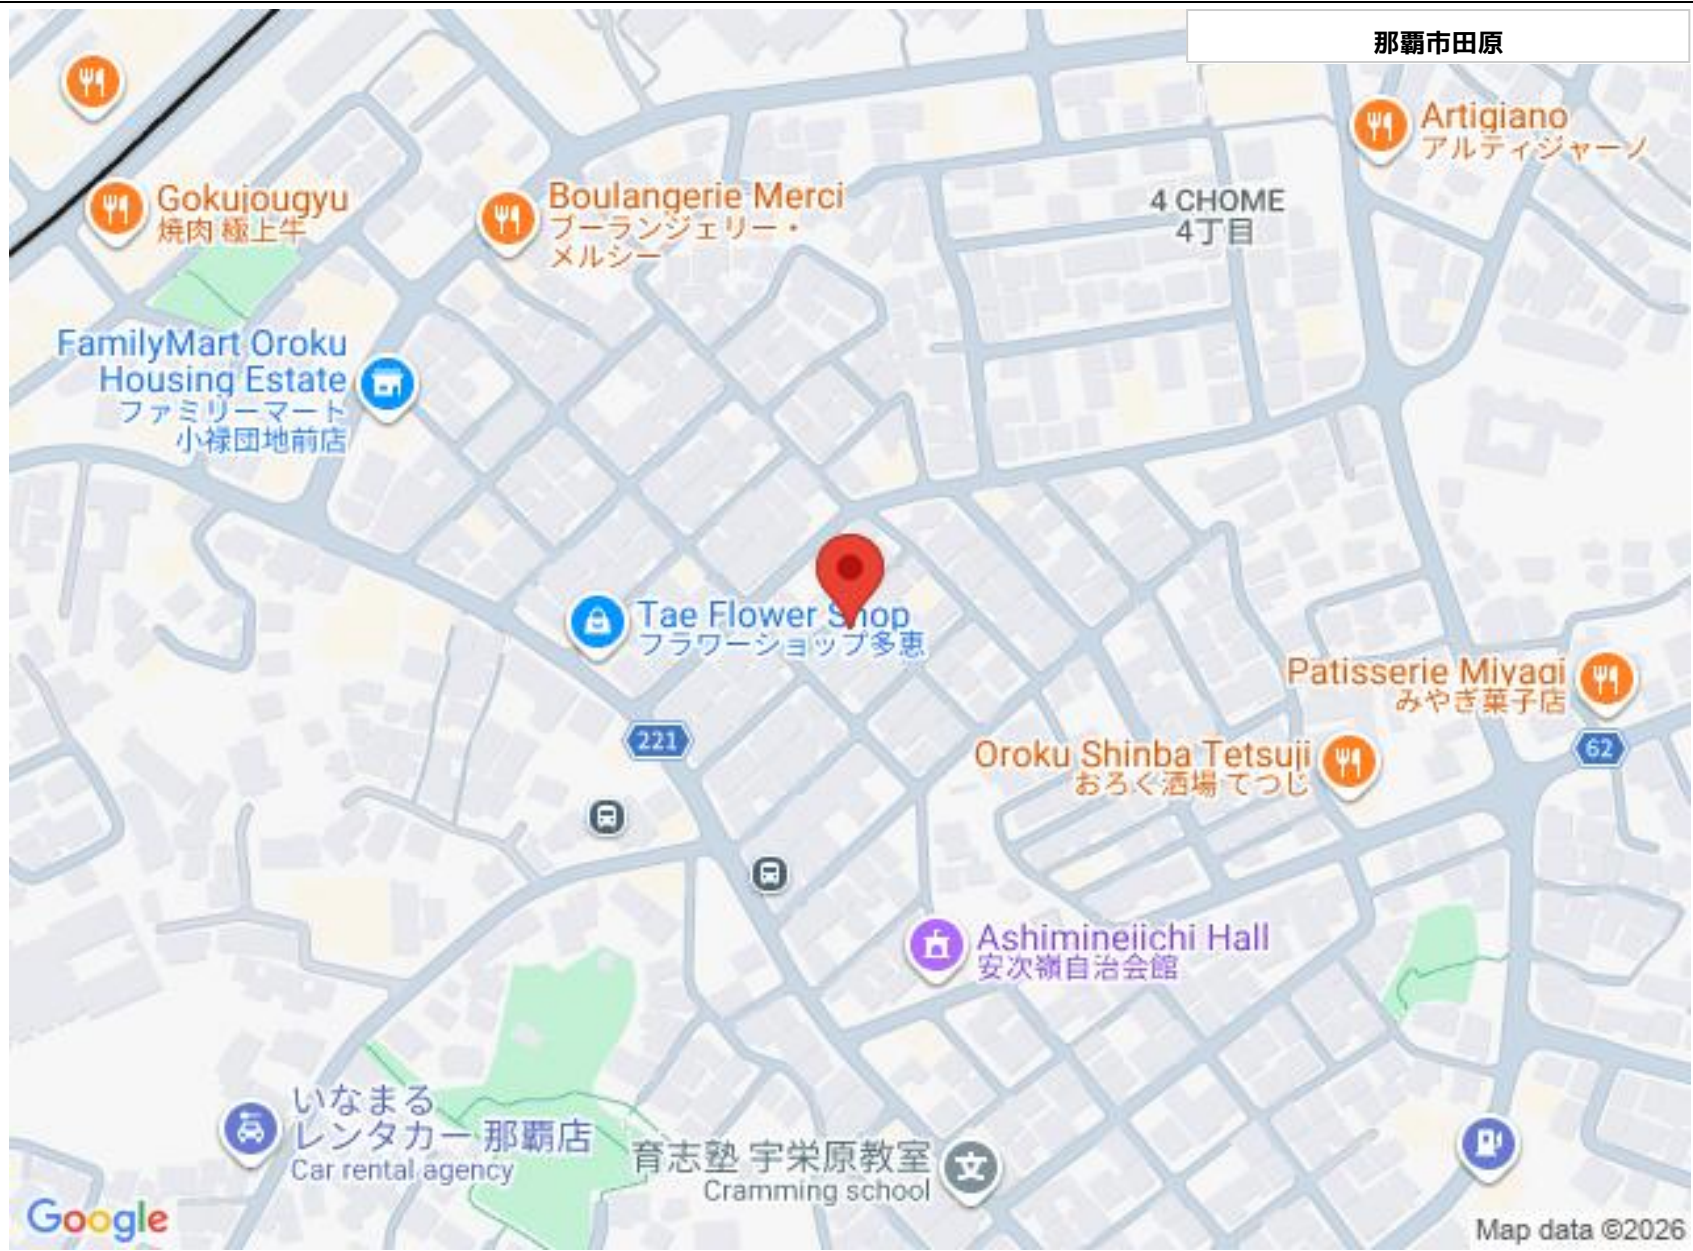 那覇市田原
Artigiano
アルティジャーノ
Gokujougyu
焼肉 極上牛
Boulangerie Merci
ブーランジェリー・
メルシー
4 CHOME
4丁目
FamilyMart Oroku
Housing Estate
ファミリーマート
小禄団地前店
Tae Flower Shop
フラワーショップ多恵
Patisserie Miyagi
みやぎ菓子店
221
62
Oroku Shinba Tetsuji
おろく酒場 てつじ
Ashimineiichi Hall
安次嶺自治会館
いなまる
レンタカー 那覇店
Car rental agency
育志塾 宇栄原教室
Cramming school
文
Google
Map data ©2026